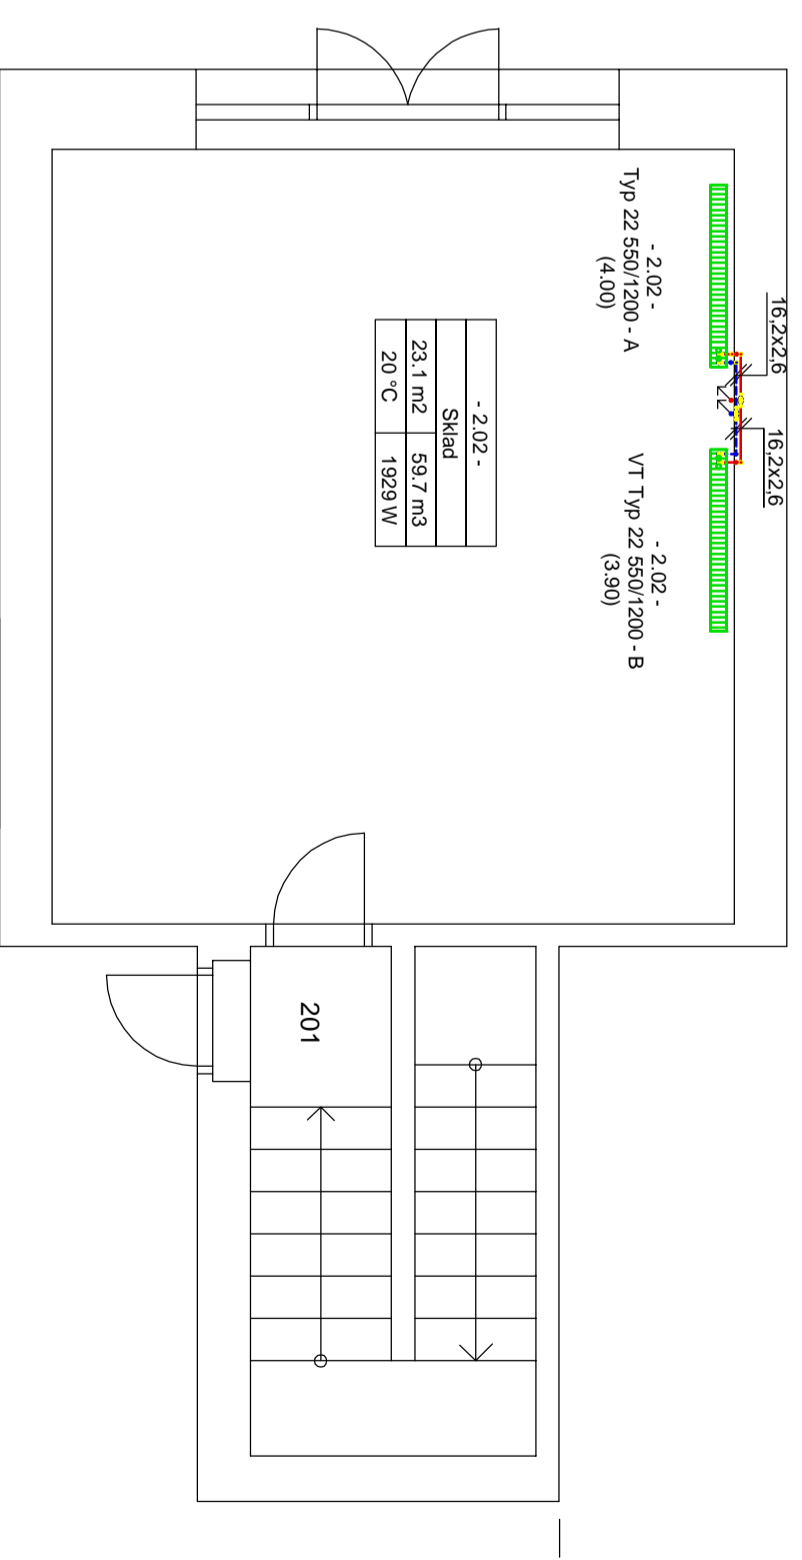 16,2x2,6
16,2x2,6
- 2.02 -
Typ 22 550/1200 - A
(4.00)
- 2.02 -
VT Typ 22 550/1200 - B
(3.90)
- 2.02 -
Sklad
23.1 m2 59.7 m3
20 °C 1929 W
201